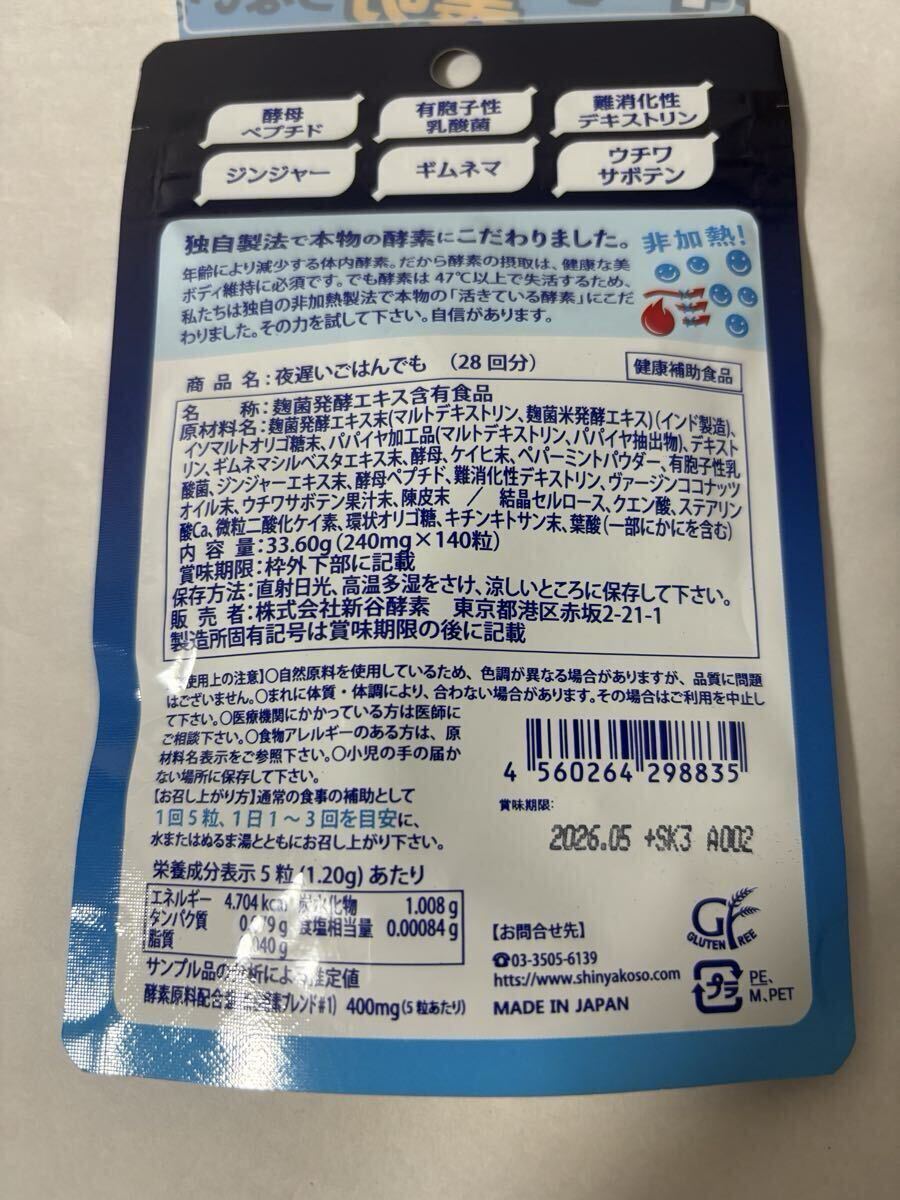 酵母
ペプチド
有胞子性
乳酸菌
難消化性
デキストリン
ジンジャー
ギムネマ
ウチワ
サボテン
独自製法で本物の酵素にこだわりました。
非加熱!
年齢により減少する体内酵素。だから酵素の摂取は、健康な美
ボディ維持に必須です。でも酵素は 47℃以上で失活するため、
私たちは独自の非加熱製法で本物の「活きている酵素」にこだ
わりました。その力を試して下さい。自信があります。
商品名:夜遅いごはんでも (28回分)
健康補助食品
名称:麹菌発酵エキス含有食品
原材料名:麹菌発酵エキス末(マルトデキストリン、麹菌米発酵エキス)(インド製造)、
イソマルトオリゴ糖末、パパイヤ加工品(マルトデキストリン、パパイヤ抽出物)、デキスト
リン、ギムネマシルベスタエキス末、酵母、ケイヒ末、ペパーミントパウダー、有胞子性乳
酸菌、ジンジャーエキス末、酵母ペプチド、難消化性デキストリン、ヴァージンココナッツ
オイル末、ウチワサボテン果汁末、陳皮末 / 結晶セルロース、クエン酸、ステアリン
酸Ca、微粒二酸化ケイ素、環状オリゴ糖、キチンキトサン末、葉酸(一部にかにを含む)
内容量:33.60g(240mg×140粒)
賞味期限:枠外下部に記載
保存方法:直射日光、高温多湿をさけ、涼しいところに保存して下さい。
販売者:株式会社新谷酵素 東京都港区赤坂2-21-1
製造所固有記号は賞味期限の後に記載
使用上の注意】○自然原料を使用しているため、色調が異なる場合がありますが、品質に問題
はございません。○まれに体質・体調により、合わない場合があります。その場合はご利用を中止し
て下さい。○医療機関にかかっている方は医師に
ご相談下さい。○食物アレルギーのある方は、原
材料名表示をご参照下さい。○小児の手の届か
ない場所に保存して下さい。
【お召し上がり方】通常の食事の補助として
1回5粒、1日1～3回を目安に、
水またはぬるま湯とともにお召し上がり下さい。
4 560264 298835
賞味期限:
2026.05 +SK3 A002
栄養成分表示 5粒(1.20g)あたり
エネルギー 4.704 kcal 炭水化物 1.008 g
タンパク質 食塩相当量 0.00084 g
脂質
サンプル品の分析による推定値
酵素原料配合量 400mg(5粒あたり)
【お問合せ先】
☎03-3505-6139
htts://www.shinyakoso.com
MADE IN JAPAN
GF
GLUTEN FREE
プラ
PE、
M、PET